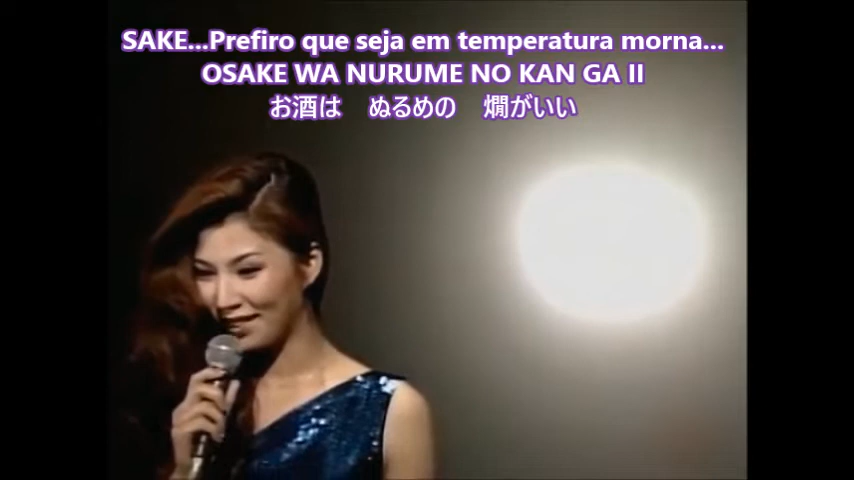 SAKE...Prefiro que seja em temperatura morna...
OSAKE WA NURUME NO KAN GA II
お酒は　ぬるめの　燗がいい